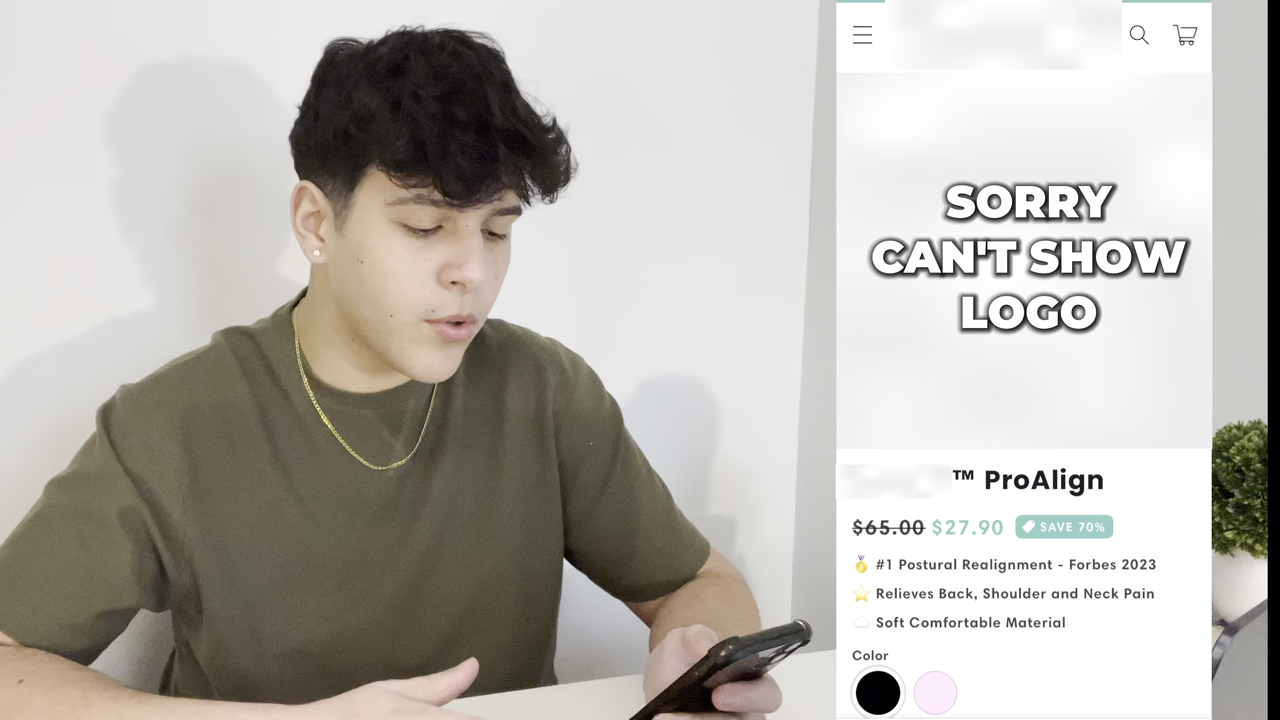 SORRY
CAN'T SHOW
LOGO
™ ProAlign
$65.00 $27.90 SAVE 70%
#1 Postural Realignment - Forbes 2023
Relieves Back, Shoulder and Neck Pain
Soft Comfortable Material
Color